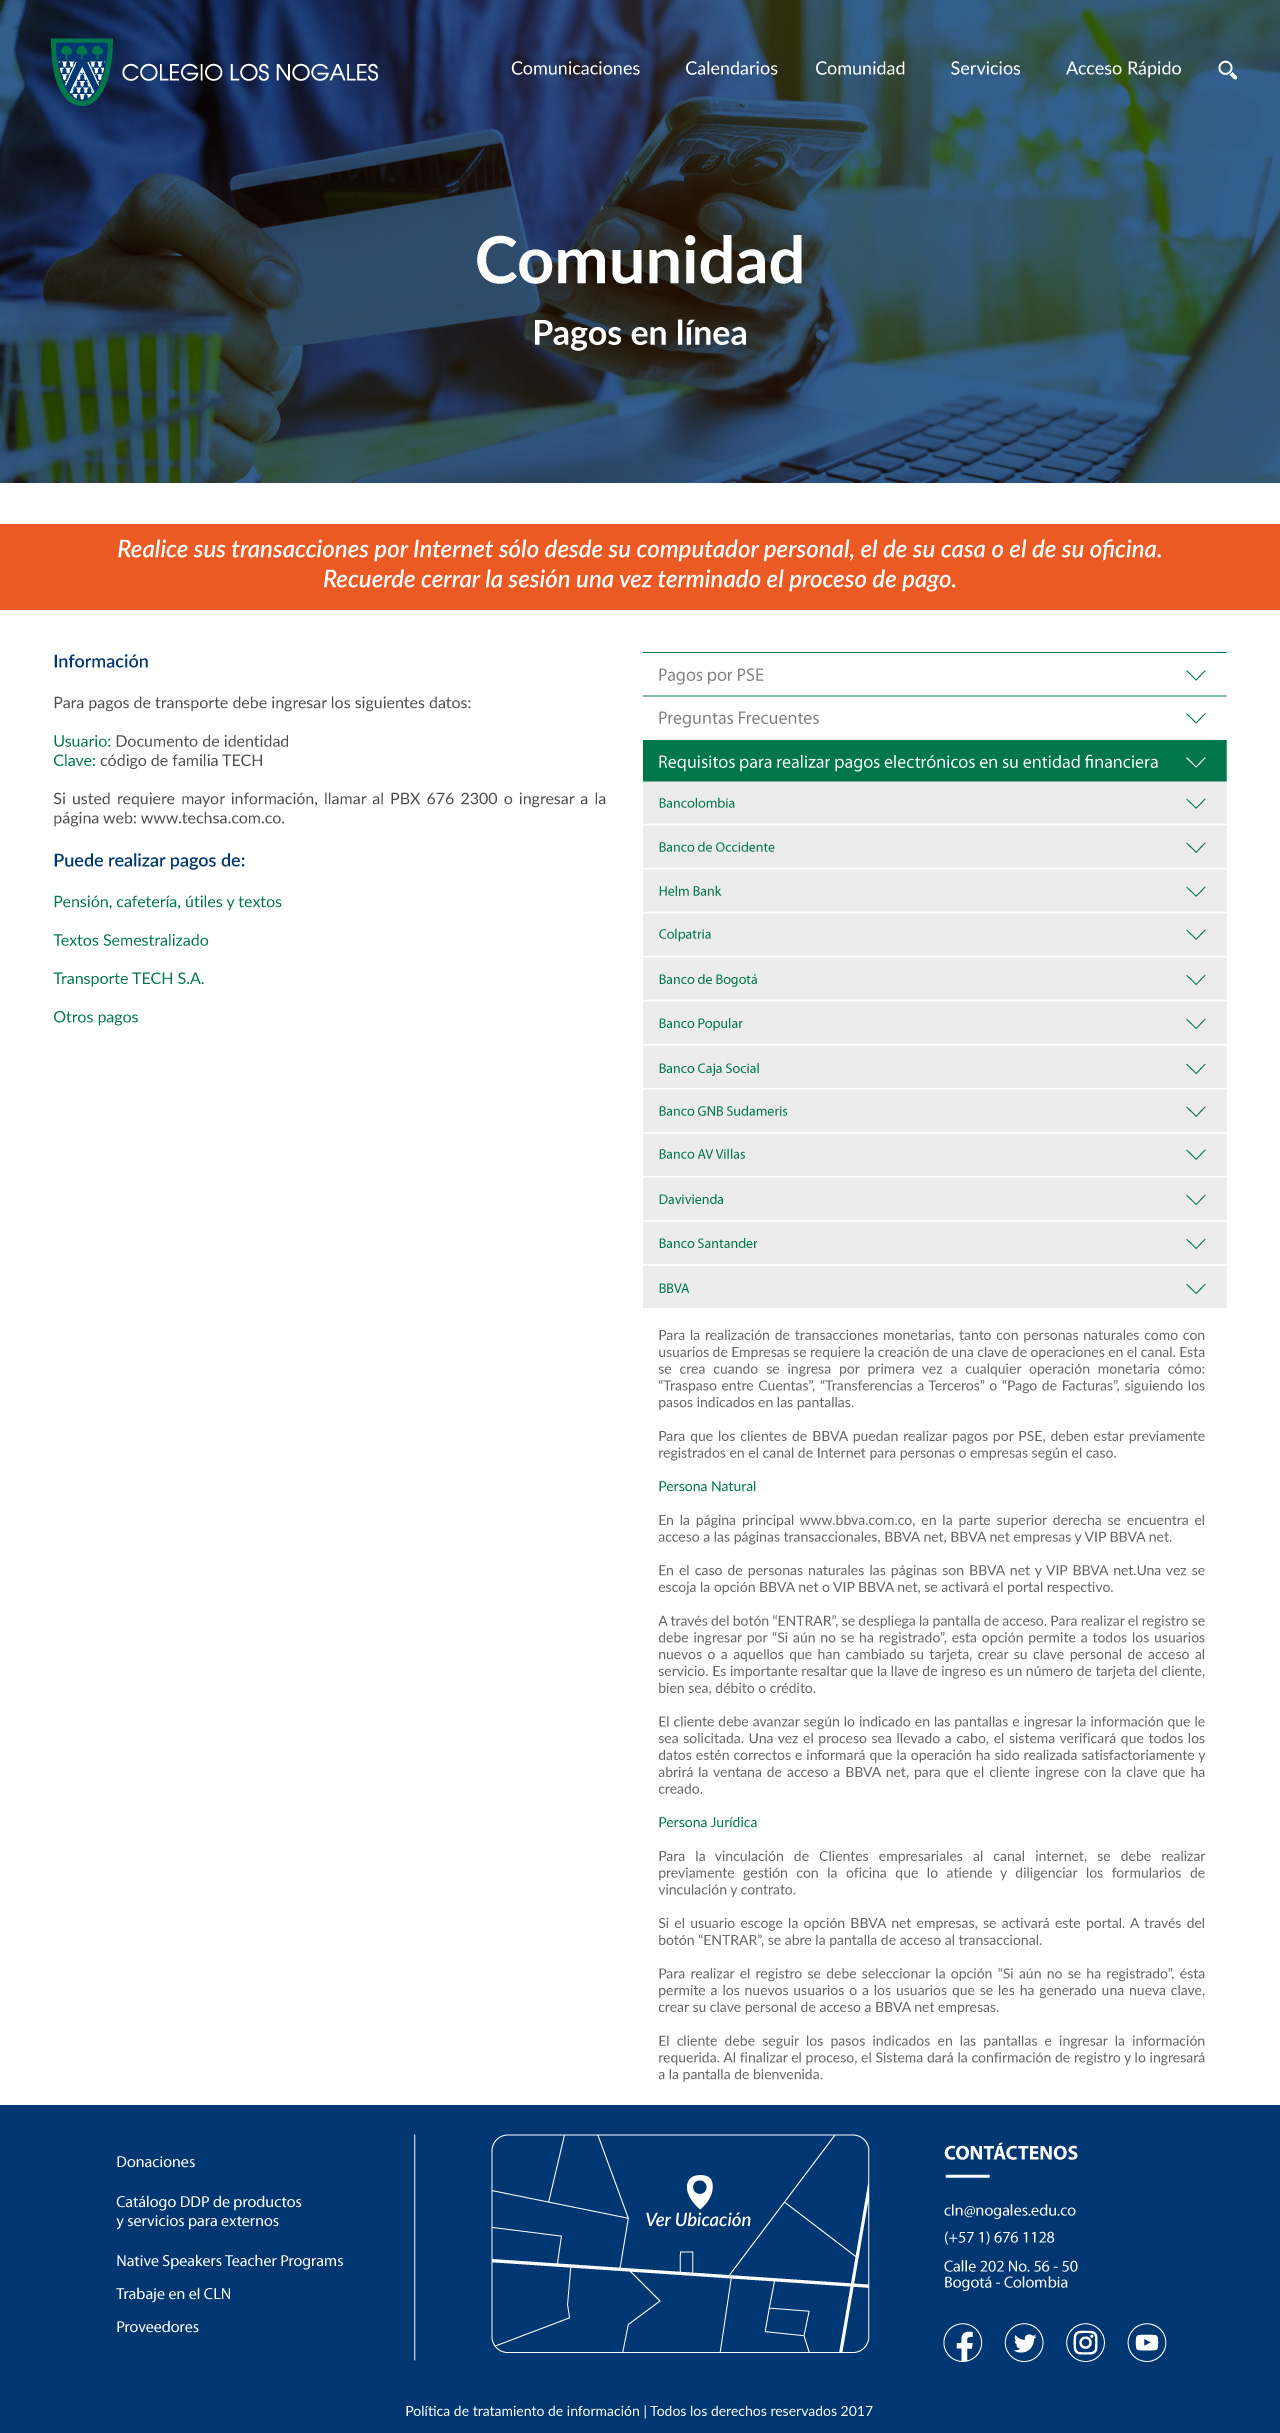 COLEGIO LOS NOGALES
Comunicaciones
Calendarios
Comunidad
Servicios
Acceso Rápido
Comunidad
Pagos en línea
Realice sus transacciones por Internet sólo desde su computador personal, el de su casa o el de su oficina.
Recuerde cerrar la sesión una vez terminado el proceso de pago.
Información
Para pagos de transporte debe ingresar los siguientes datos:
Usuario: Documento de identidad
Clave: código de familia TECH
Si usted requiere mayor información, llamar al PBX 676 2300 o ingresar a la
página web: www.techsa.com.co.
Puede realizar pagos de:
Pensión, cafetería, útiles y textos
Textos Semestralizado
Transporte TECH S.A.
Otros pagos
Pagos por PSE
Preguntas Frecuentes
Requisitos para realizar pagos electrónicos en su entidad financiera
Bancolombia
Banco de Occidente
Helm Bank
Colpatria
Banco de Bogotá
Banco Popular
Banco Caja Social
Banco GNB Sudameris
Banco AV Villas
Davivienda
Banco Santander
BBVA
Para la realización de transacciones monetarias, tanto con personas naturales como con
usuarios de Empresas se requiere la creación de una clave de operaciones en el canal. Esta
se crea cuando se ingresa por primera vez a cualquier operación monetaria cómo:
“Traspaso entre Cuentas”, “Transferencias a Terceros” o “Pago de Facturas”, siguiendo los
pasos indicados en las pantallas.
Para que los clientes de BBVA puedan realizar pagos por PSE, deben estar previamente
registrados en el canal de Internet para personas o empresas según el caso.
Persona Natural
En la página principal www.bbva.com.co, en la parte superior derecha se encuentra el
acceso a las páginas transaccionales, BBVA net, BBVA net empresas y VIP BBVA net.
En el caso de personas naturales las páginas son BBVA net y VIP BBVA net.Una vez se
escoja la opción BBVA net o VIP BBVA net, se activará el portal respectivo.
A través del botón “ENTRAR”, se despliega la pantalla de acceso. Para realizar el registro se
debe ingresar por “Si aún no se ha registrado”, esta opción permite a todos los usuarios
nuevos o a aquellos que han cambiado su tarjeta, crear su clave personal de acceso al
servicio. Es importante resaltar que la llave de ingreso es un número de tarjeta del cliente,
bien sea, débito o crédito.
El cliente debe avanzar según lo indicado en las pantallas e ingresar la información que le
sea solicitada. Una vez el proceso sea llevado a cabo, el sistema verificará que todos los
datos estén correctos e informará que la operación ha sido realizada satisfactoriamente y
abrirá la ventana de acceso a BBVA net, para que el cliente ingrese con la clave que ha
creado.
Persona Jurídica
Para la vinculación de Clientes empresariales al canal internet, se debe realizar
previamente gestión con la oficina que lo atiende y diligenciar los formularios de
vinculación y contrato.
Si el usuario escoge la opción BBVA net empresas, se activará este portal. A través del
botón “ENTRAR”, se abre la pantalla de acceso al transaccional.
Para realizar el registro se debe seleccionar la opción “Si aún no se ha registrado”, ésta
permite a los nuevos usuarios o a los usuarios que se les ha generado una nueva clave,
crear su clave personal de acceso a BBVA net empresas.
El cliente debe seguir los pasos indicados en las pantallas e ingresar la información
requerida. Al finalizar el proceso, el Sistema dará la confirmación de registro y lo ingresará
a la pantalla de bienvenida.
Donaciones
Catálogo DDP de productos
y servicios para externos
Native Speakers Teacher Programs
Trabaje en el CLN
Proveedores
Ver Ubicación
CONTÁCTENOS
cln@nogales.edu.co
(+57 1) 676 1128
Calle 202 No. 56 - 50
Bogotá - Colombia
Política de tratamiento de información | Todos los derechos reservados 2017